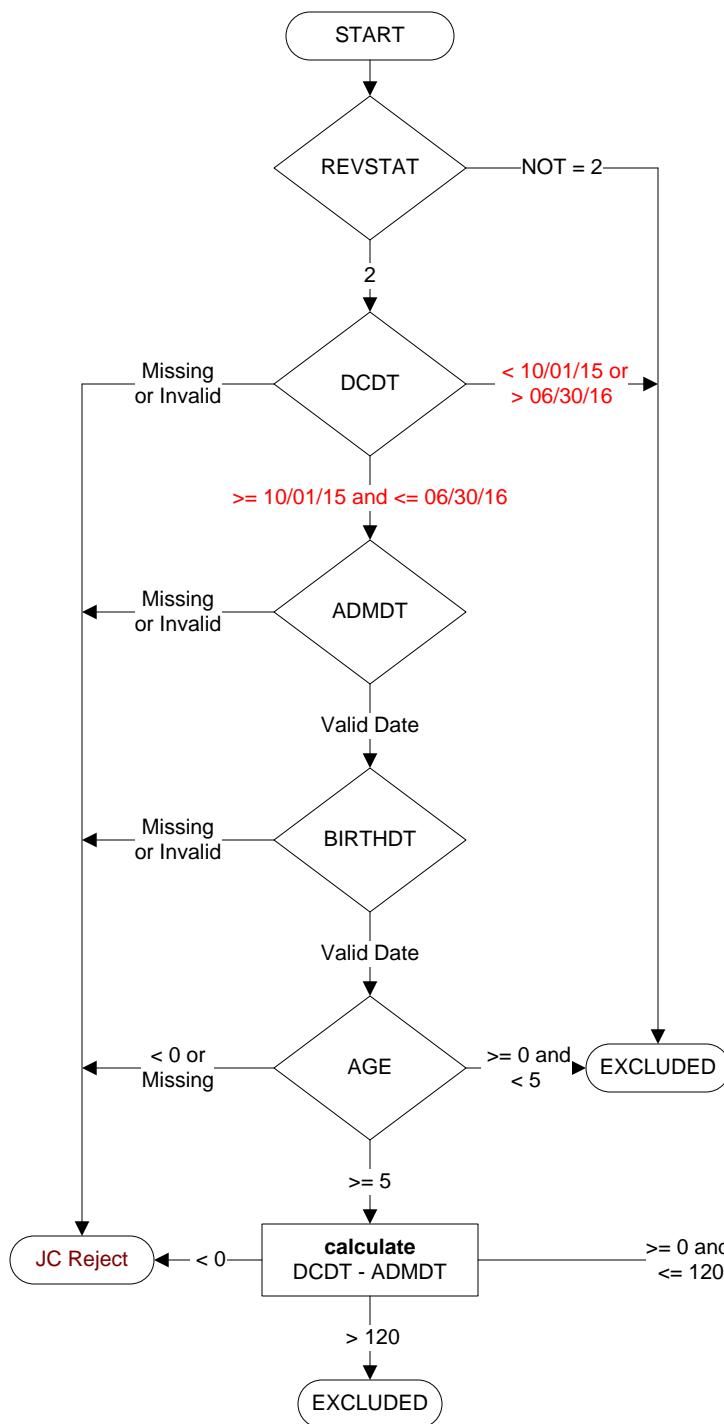 START
REVSTAT
NOT = 2
2
Missing
or Invalid
DCDT
< 10/01/15 or
> 06/30/16
>= 10/01/15 and <= 06/30/16
Missing
or Invalid
ADMDT
Valid Date
Missing
or Invalid
BIRTHDT
Valid Date
< 0 or
Missing
AGE
>= 0 and
< 5
EXCLUDED
>= 5
JC Reject
< 0
calculate
DCDT - ADMDT
>= 0 and
<= 120
> 120
EXCLUDED